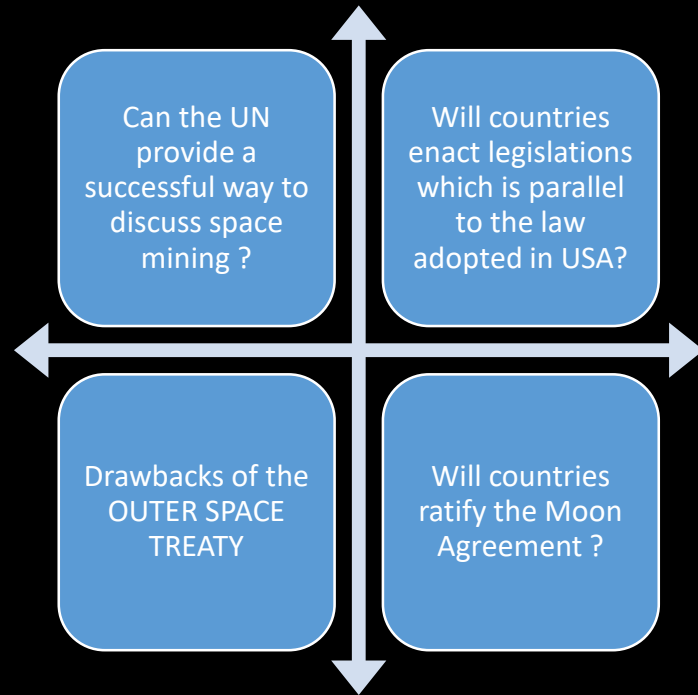 Can the UN
provide a
successful way to
discuss space
mining ?
Will countries
enact legislations
which is parallel
to the law
adopted in USA?
Drawbacks of the
OUTER SPACE
TREATY
Will countries
ratify the Moon
Agreement ?